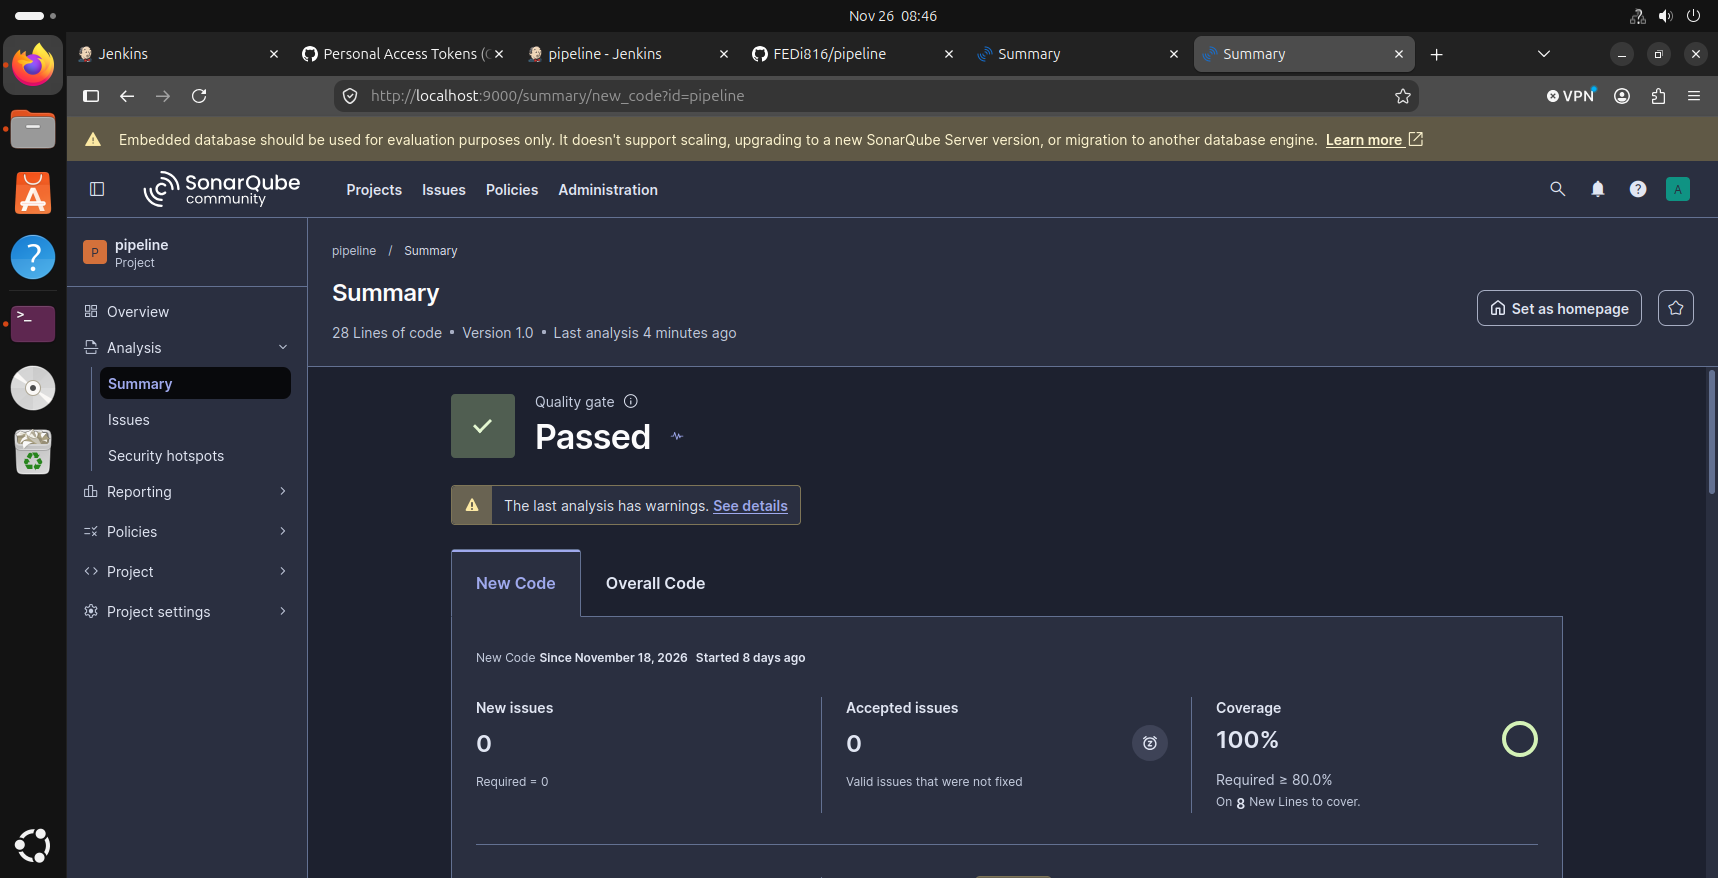 Nov 26 08:46
Jenkins
Personal Access Tokens (C
pipeline - Jenkins
FEDi816/pipeline
Summary
Summary
http://localhost:9000/summary/new_code?id=pipeline
VPN
Embedded database should be used for evaluation purposes only. It doesn't support scaling, upgrading to a new SonarQube Server version, or migration to another database engine. Learn more
SonarQube community
Projects
Issues
Policies
Administration
A
P
pipeline
Project
Overview
Analysis
Summary
Issues
Security hotspots
Reporting
Policies
Project
Project settings
pipeline / Summary
Summary
28 Lines of code • Version 1.0 • Last analysis 4 minutes ago
Set as homepage
Quality gate
Passed
The last analysis has warnings. See details
New Code
Overall Code
New Code Since November 18, 2026 Started 8 days ago
New issues
0
Required = 0
Accepted issues
0
Valid issues that were not fixed
Coverage
100%
Required ≥ 80.0%
On 8 New Lines to cover.